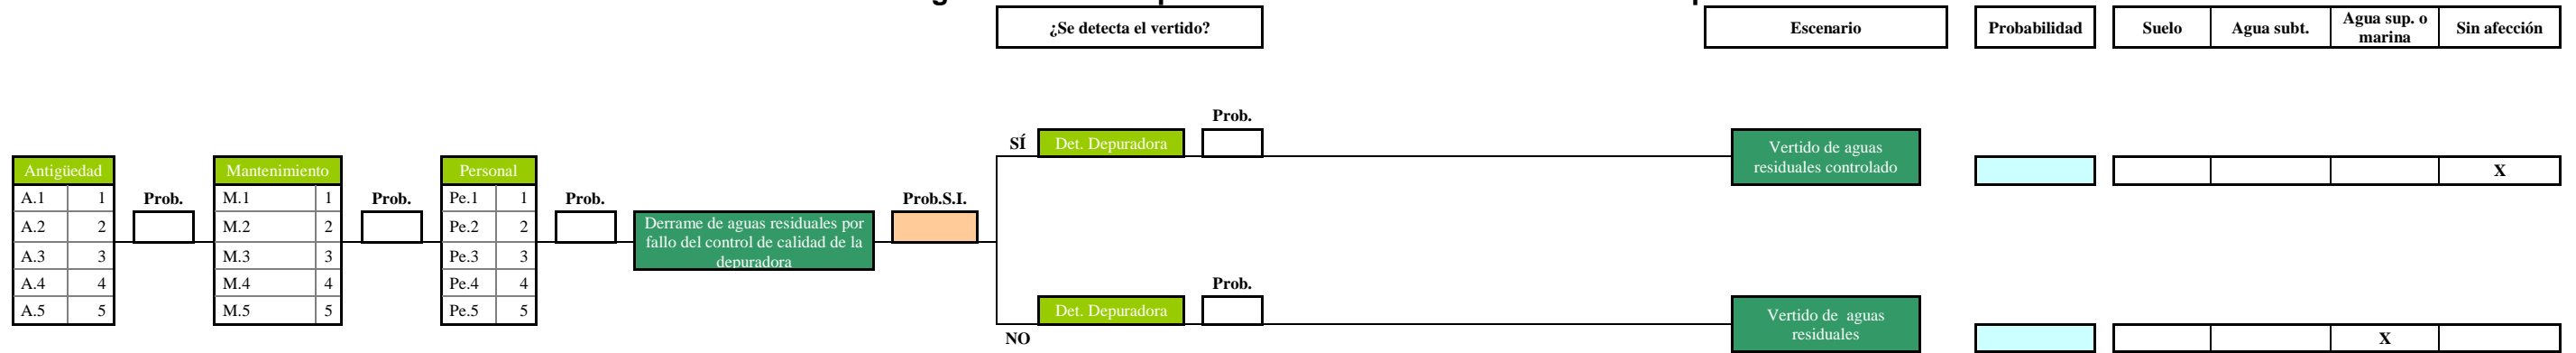 ¿Se detecta el vertido?
Escenario
Probabilidad
Suelo
Agua subt.
Agua sup. o
marina
Sin afección
Prob.
SÍ
Det. Depuradora
Vertido de aguas
residuales controlado
X
Antigüedad
A.1 1
A.2 2
A.3 3
A.4 4
A.5 5
Prob.
Mantenimiento
M.1 1
M.2 2
M.3 3
M.4 4
M.5 5
Prob.
Personal
Pe.1 1
Pe.2 2
Pe.3 3
Pe.4 4
Pe.5 5
Prob.
Derrame de aguas residuales por
fallo del control de calidad de la
depuradora
Prob.S.I.
Prob.
Det. Depuradora
NO
Vertido de aguas
residuales
X